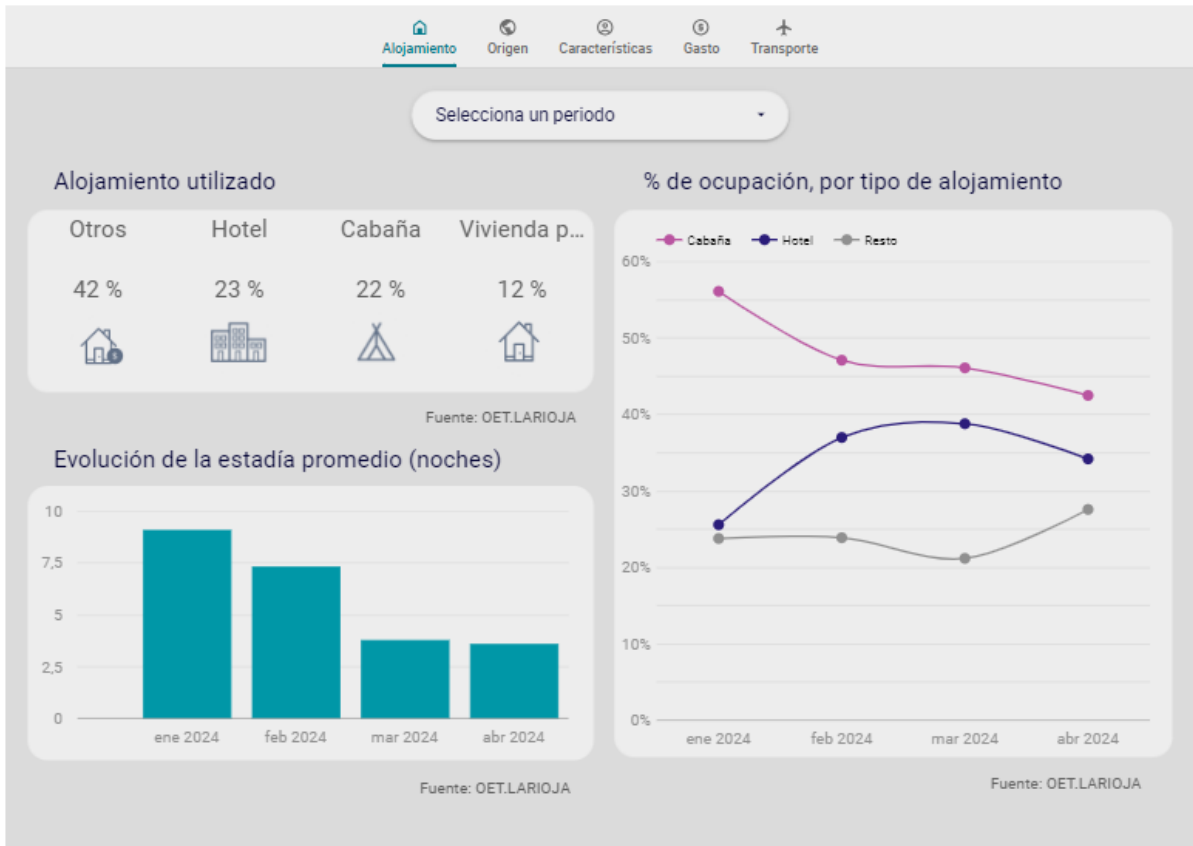 Alojamiento
Origen
Características
Gasto
Transporte
Selecciona un periodo
Alojamiento utilizado
Otros Hotel Cabaña Vivienda p...
42 % 23 % 22 % 12 %
Fuente: OET.LARIOJA
Evolución de la estadía promedio (noches)
10
7,5
5
2,5
0
ene 2024 feb 2024 mar 2024 abr 2024
Fuente: OET.LARIOJA
% de ocupación, por tipo de alojamiento
Cabaña Hotel Resto
60%
50%
40%
30%
20%
10%
0%
ene 2024 feb 2024 mar 2024 abr 2024
Fuente: OET.LARIOJA